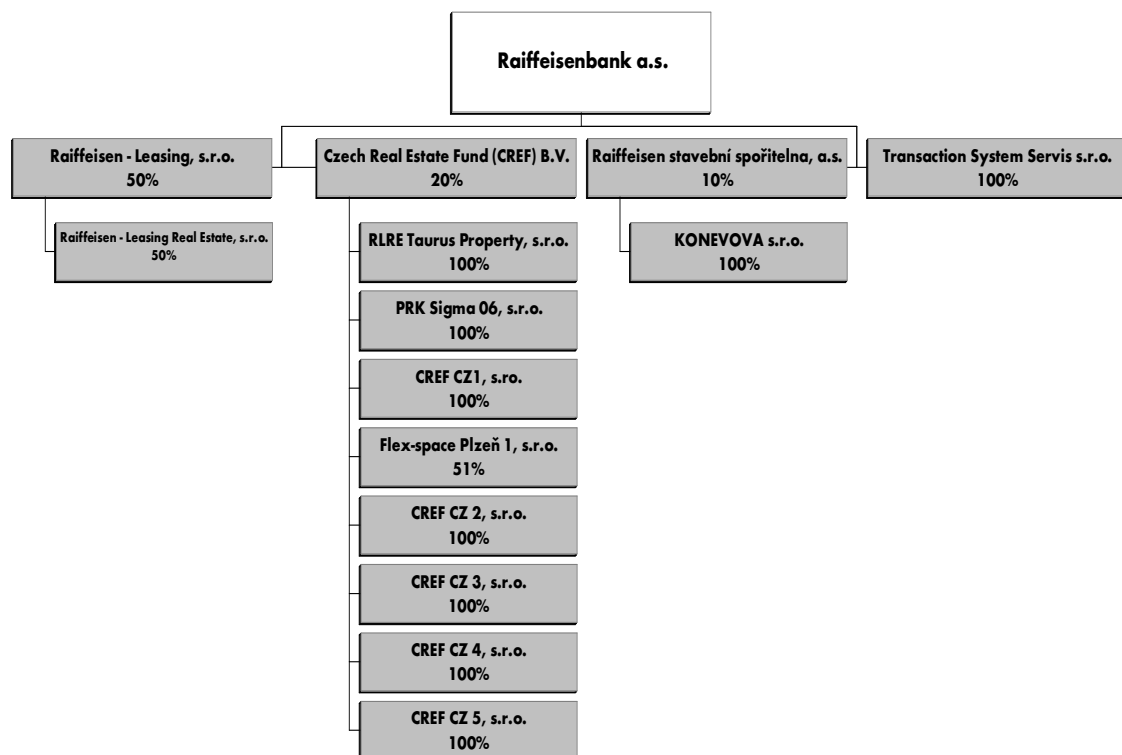 Raiffeisenbank a.s.
Raiffeisen - Leasing, s.r.o.
50%
Czech Real Estate Fund (CREF) B.V.
20%
Raiffeisen stavební spořitelna, a.s.
10%
Transaction System Servis s.r.o.
100%
Raiffeisen - Leasing Real Estate, s.r.o.
50%
RLRE Taurus Property, s.r.o.
100%
KONEVOVA s.r.o.
100%
PRK Sigma 06, s.r.o.
100%
CREF CZ1, s.ro.
100%
Flex-space Plzeň 1, s.r.o.
51%
CREF CZ 2, s.r.o.
100%
CREF CZ 3, s.r.o.
100%
CREF CZ 4, s.r.o.
100%
CREF CZ 5, s.r.o.
100%